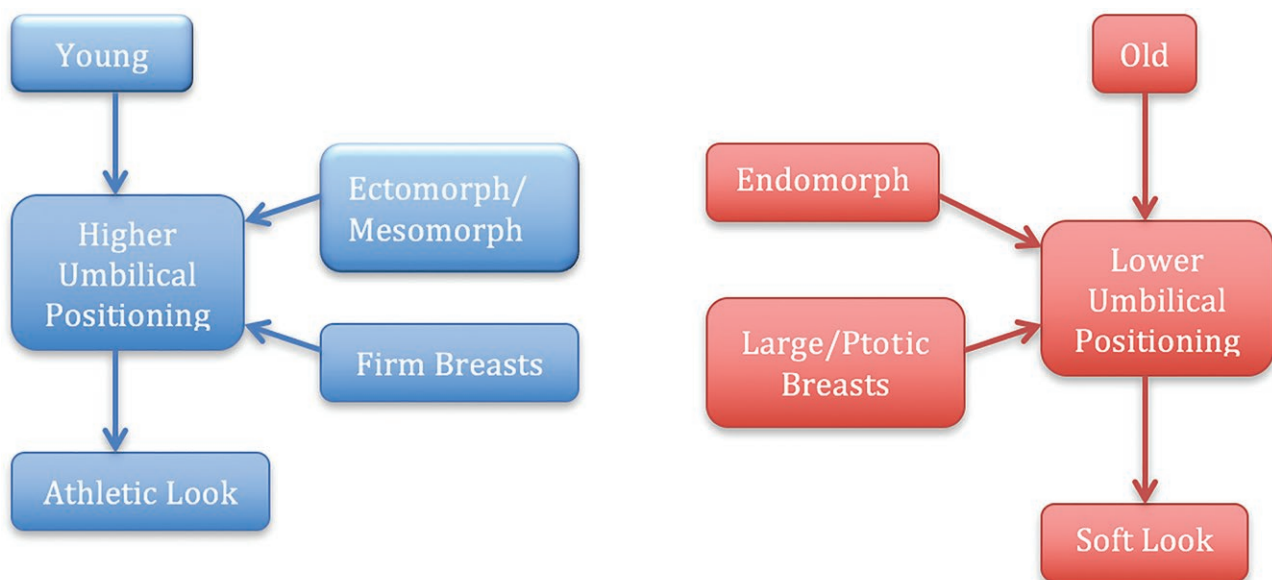 Young
Ectomorph/
Mesomorph
Higher
Umbilical
Positioning
Firm Breasts
Athletic Look
Old
Endomorph
Lower
Umbilical
Positioning
Large/Ptotic
Breasts
Soft Look